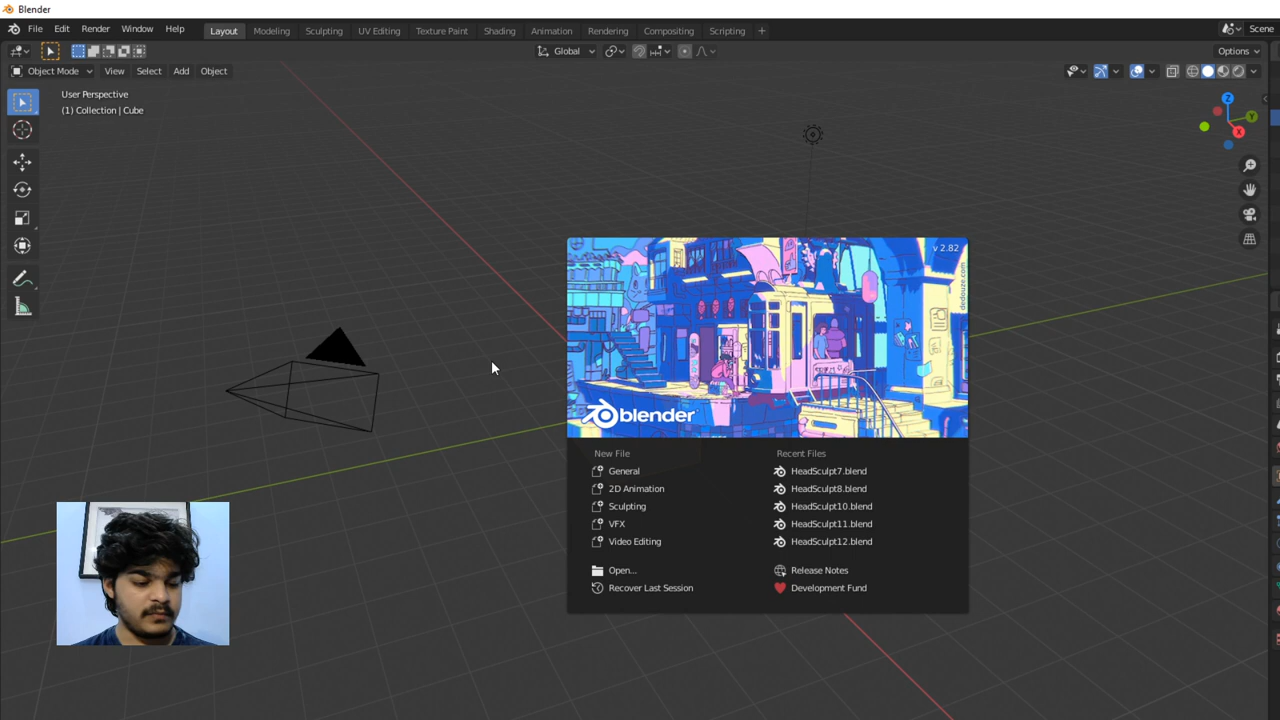 Blender
File Edit Render Window Help Layout Modeling Sculpting UV Editing Texture Paint Shading Animation Rendering Compositing Scripting + Scene
Global Options
Object Mode View Select Add Object
User Perspective
(1) Collection | Cube
Z
Y
X
v 2.82
dedouze.com
blender
New File
General
2D Animation
Sculpting
VFX
Video Editing
Open...
Recover Last Session
Recent Files
HeadSculpt7.blend
HeadSculpt8.blend
HeadSculpt10.blend
HeadSculpt11.blend
HeadSculpt12.blend
Release Notes
Development Fund